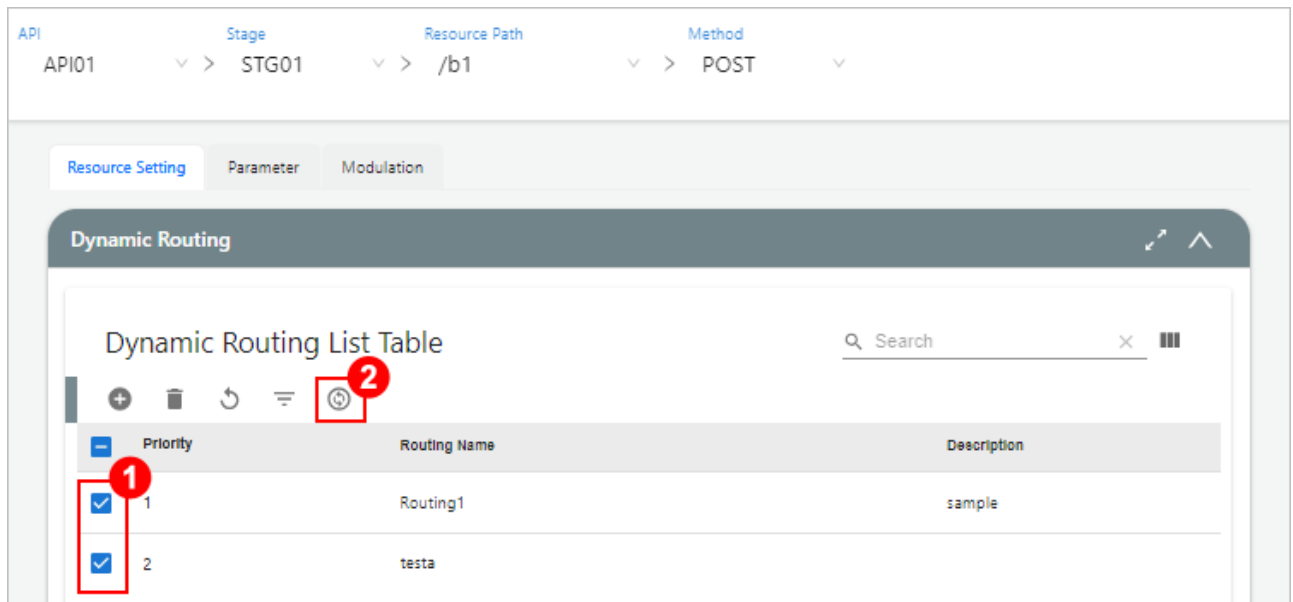 API Stage Resource Path Method
API01 > STG01 > /b1 > POST
Resource Setting Parameter Modulation
Dynamic Routing
Dynamic Routing List Table Search
2
Priority Routing Name Description
1
1 Routing1 sample
2 testa